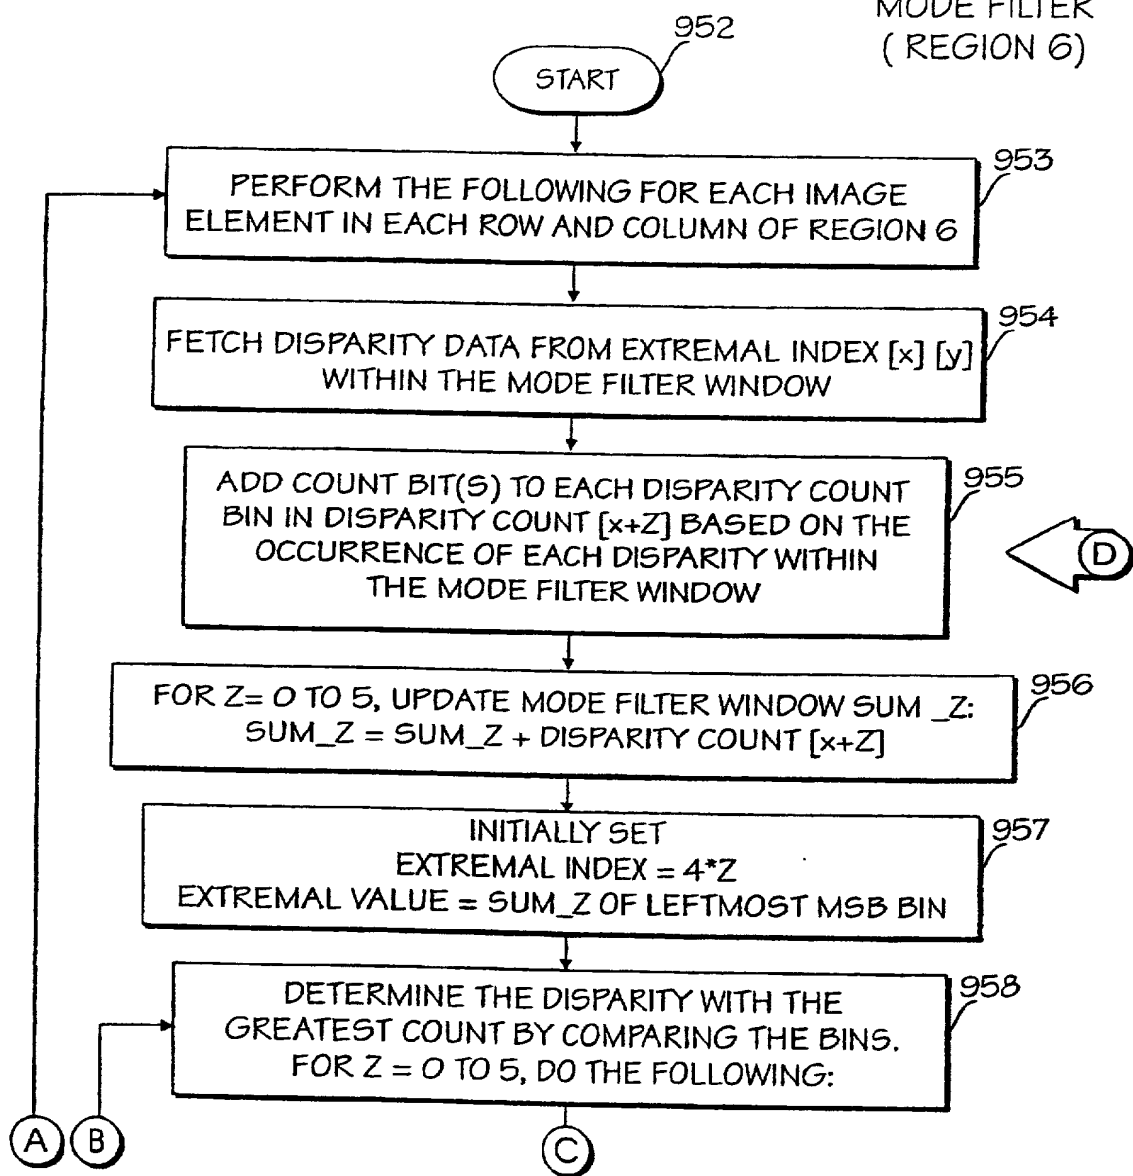 MODE FILTER
( REGION 6)
952
START
953
PERFORM THE FOLLOWING FOR EACH IMAGE
ELEMENT IN EACH ROW AND COLUMN OF REGION 6
954
FETCH DISPARITY DATA FROM EXTREMAL INDEX [x] [y]
WITHIN THE MODE FILTER WINDOW
955
ADD COUNT BIT(S) TO EACH DISPARITY COUNT
BIN IN DISPARITY COUNT [x+Z] BASED ON THE
OCCURRENCE OF EACH DISPARITY WITHIN
THE MODE FILTER WINDOW
D
956
FOR Z= 0 TO 5, UPDATE MODE FILTER WINDOW SUM _Z:
SUM_Z = SUM_Z + DISPARITY COUNT [x+Z]
957
INITIALLY SET
EXTREMAL INDEX = 4*Z
EXTREMAL VALUE = SUM_Z OF LEFTMOST MSB BIN
958
DETERMINE THE DISPARITY WITH THE
GREATEST COUNT BY COMPARING THE BINS.
FOR Z = 0 TO 5, DO THE FOLLOWING:
A B C